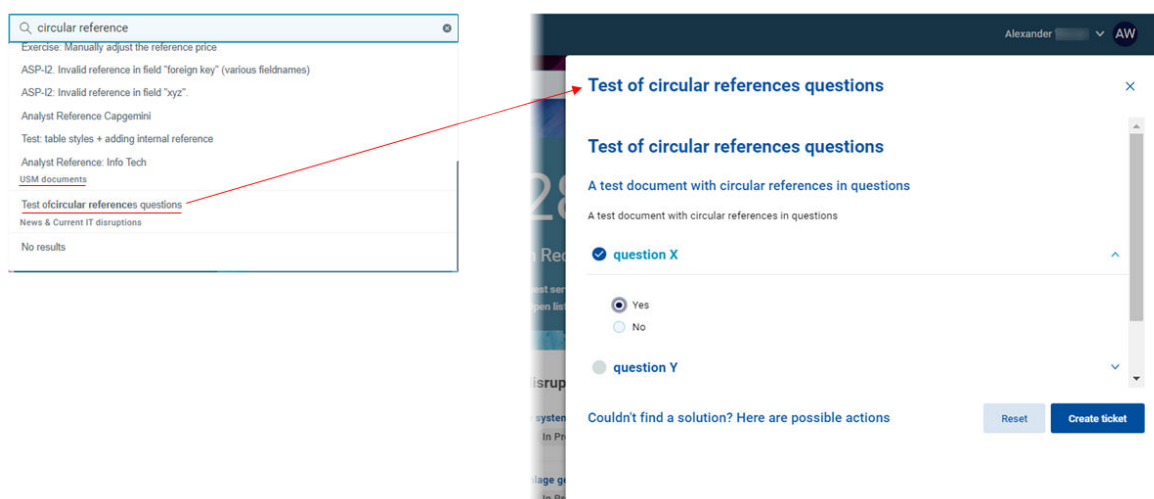 circular reference
Exercise: Manually adjust the reference price
ASP-I2. Invalid reference in field "foreign key" (various fieldnames)
ASP-I2: Invalid reference in field "xyz".
Analyst Reference Capgemini
Test: table styles + adding internal reference
Analyst Reference: Info Tech
USM documents
Test ofcircular references questions
News & Current IT disruptions
No results
Alexander
AW
Test of circular references questions
Test of circular references questions
A test document with circular references in questions
A test document with circular references in questions
question X
Yes
No
question Y
Couldn't find a solution? Here are possible actions
Reset
Create ticket
28
In Pr